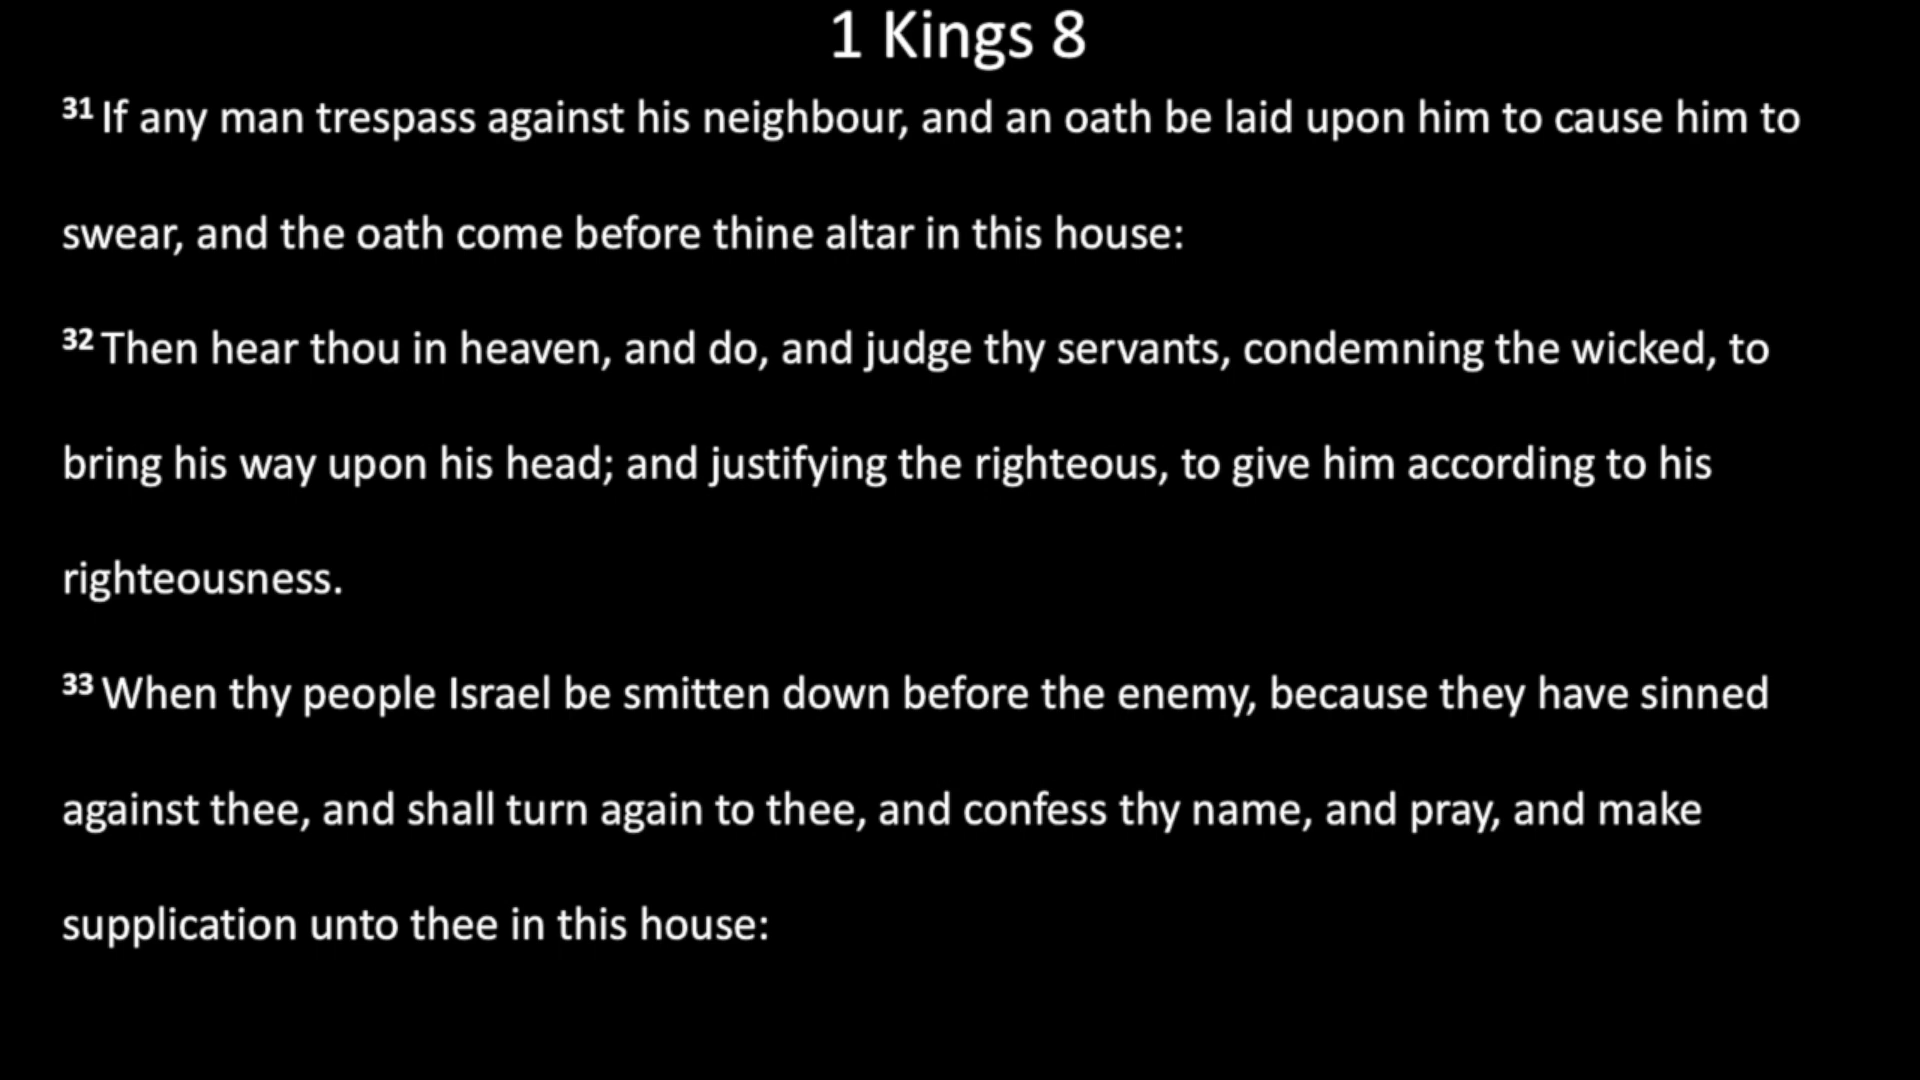 1 Kings 8
31 If any man trespass against his neighbour, and an oath be laid upon him to cause him to
swear, and the oath come before thine altar in this house:
32 Then hear thou in heaven, and do, and judge thy servants, condemning the wicked, to
bring his way upon his head; and justifying the righteous, to give him according to his
righteousness.
33 When thy people Israel be smitten down before the enemy, because they have sinned
against thee, and shall turn again to thee, and confess thy name, and pray, and make
supplication unto thee in this house: